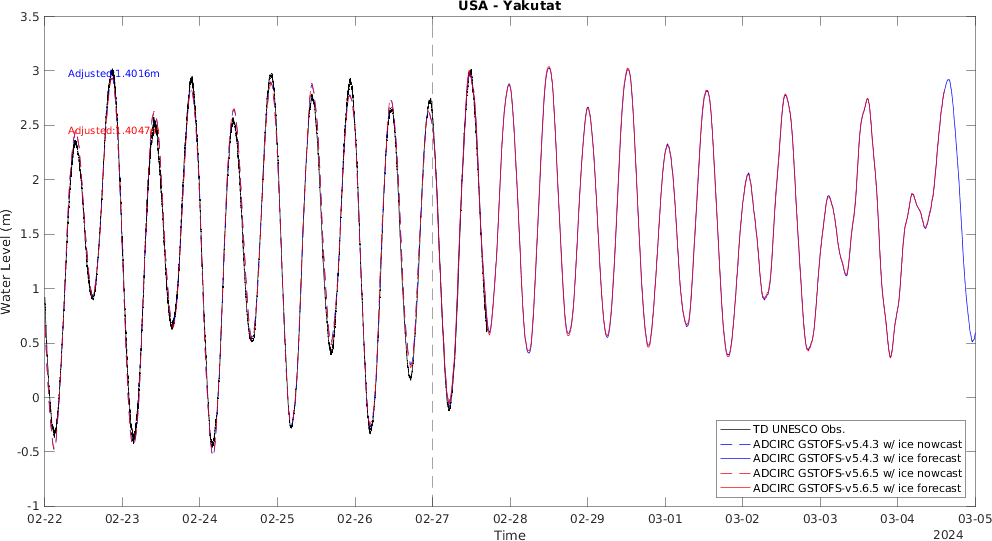 USA - Yakutat
3.5
3
2.5
2
1.5
1
0.5
0
-0.5
-1
Water Level (m)
Adjusted:1.4016m
Adjusted:1.4047m
TD UNESCO Obs.
ADCIRC GSTOFS-v5.4.3 w/ ice nowcast
ADCIRC GSTOFS-v5.4.3 w/ ice forecast
ADCIRC GSTOFS-v5.6.5 w/ ice nowcast
ADCIRC GSTOFS-v5.6.5 w/ ice forecast
02-22 02-23 02-24 02-25 02-26 02-27 02-28 02-29 03-01 03-02 03-03 03-04 03-05
Time
2024